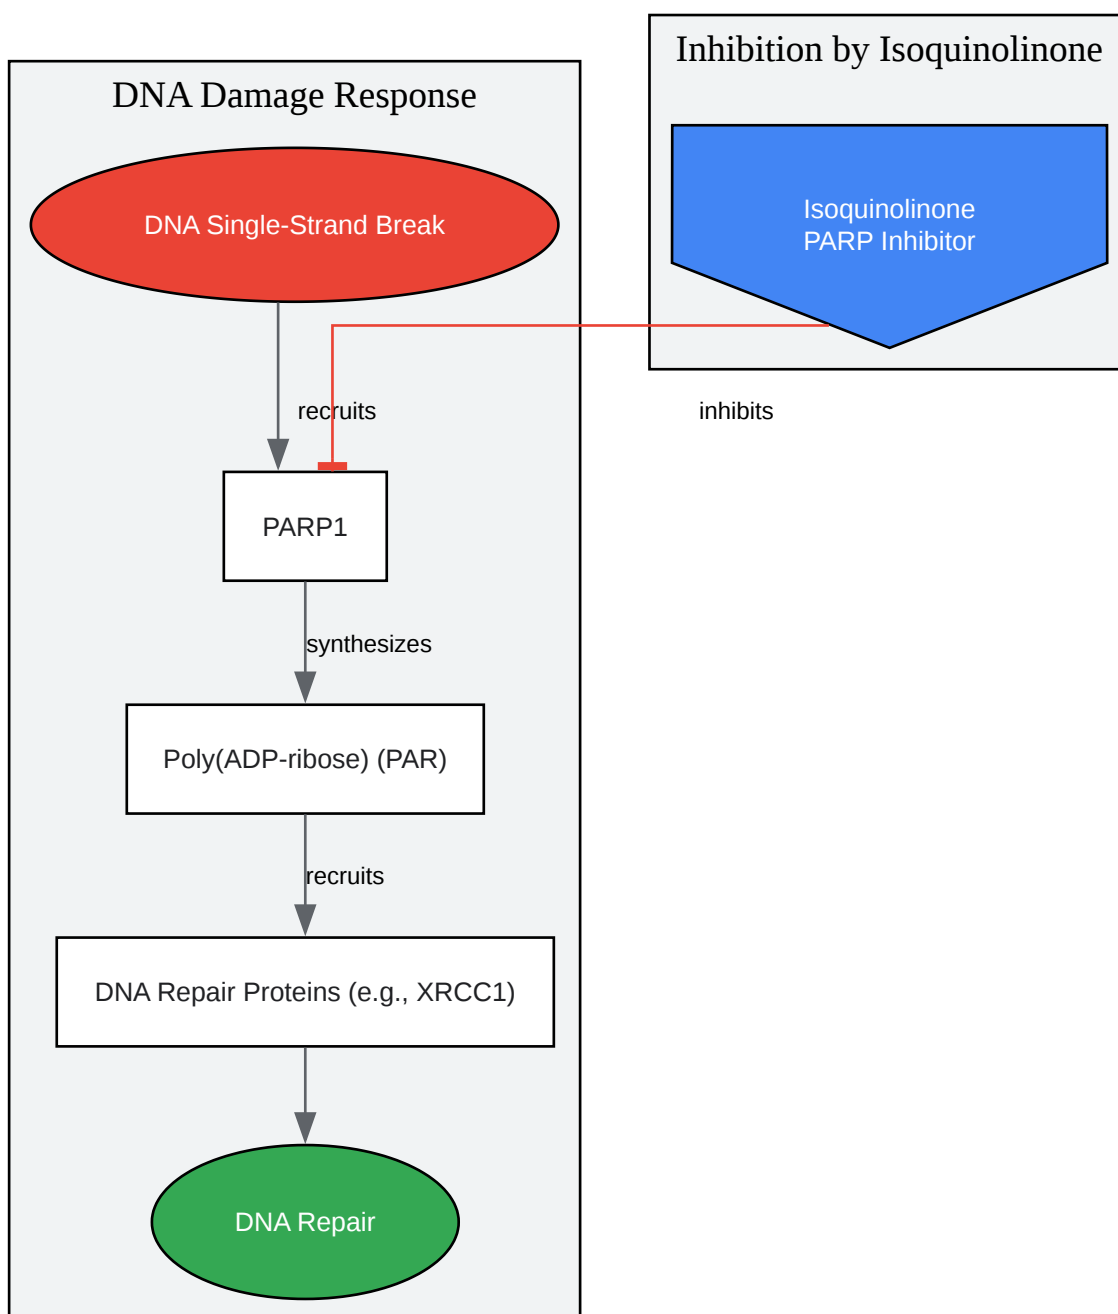 Inhibition by Isoquinolinone
DNA Damage Response
Isoquinolinone
PARP Inhibitor
DNA Single-Strand Break
recruits
inhibits
PARP1
synthesizes
Poly(ADP-ribose) (PAR)
recruits
DNA Repair Proteins (e.g., XRCC1)
DNA Repair